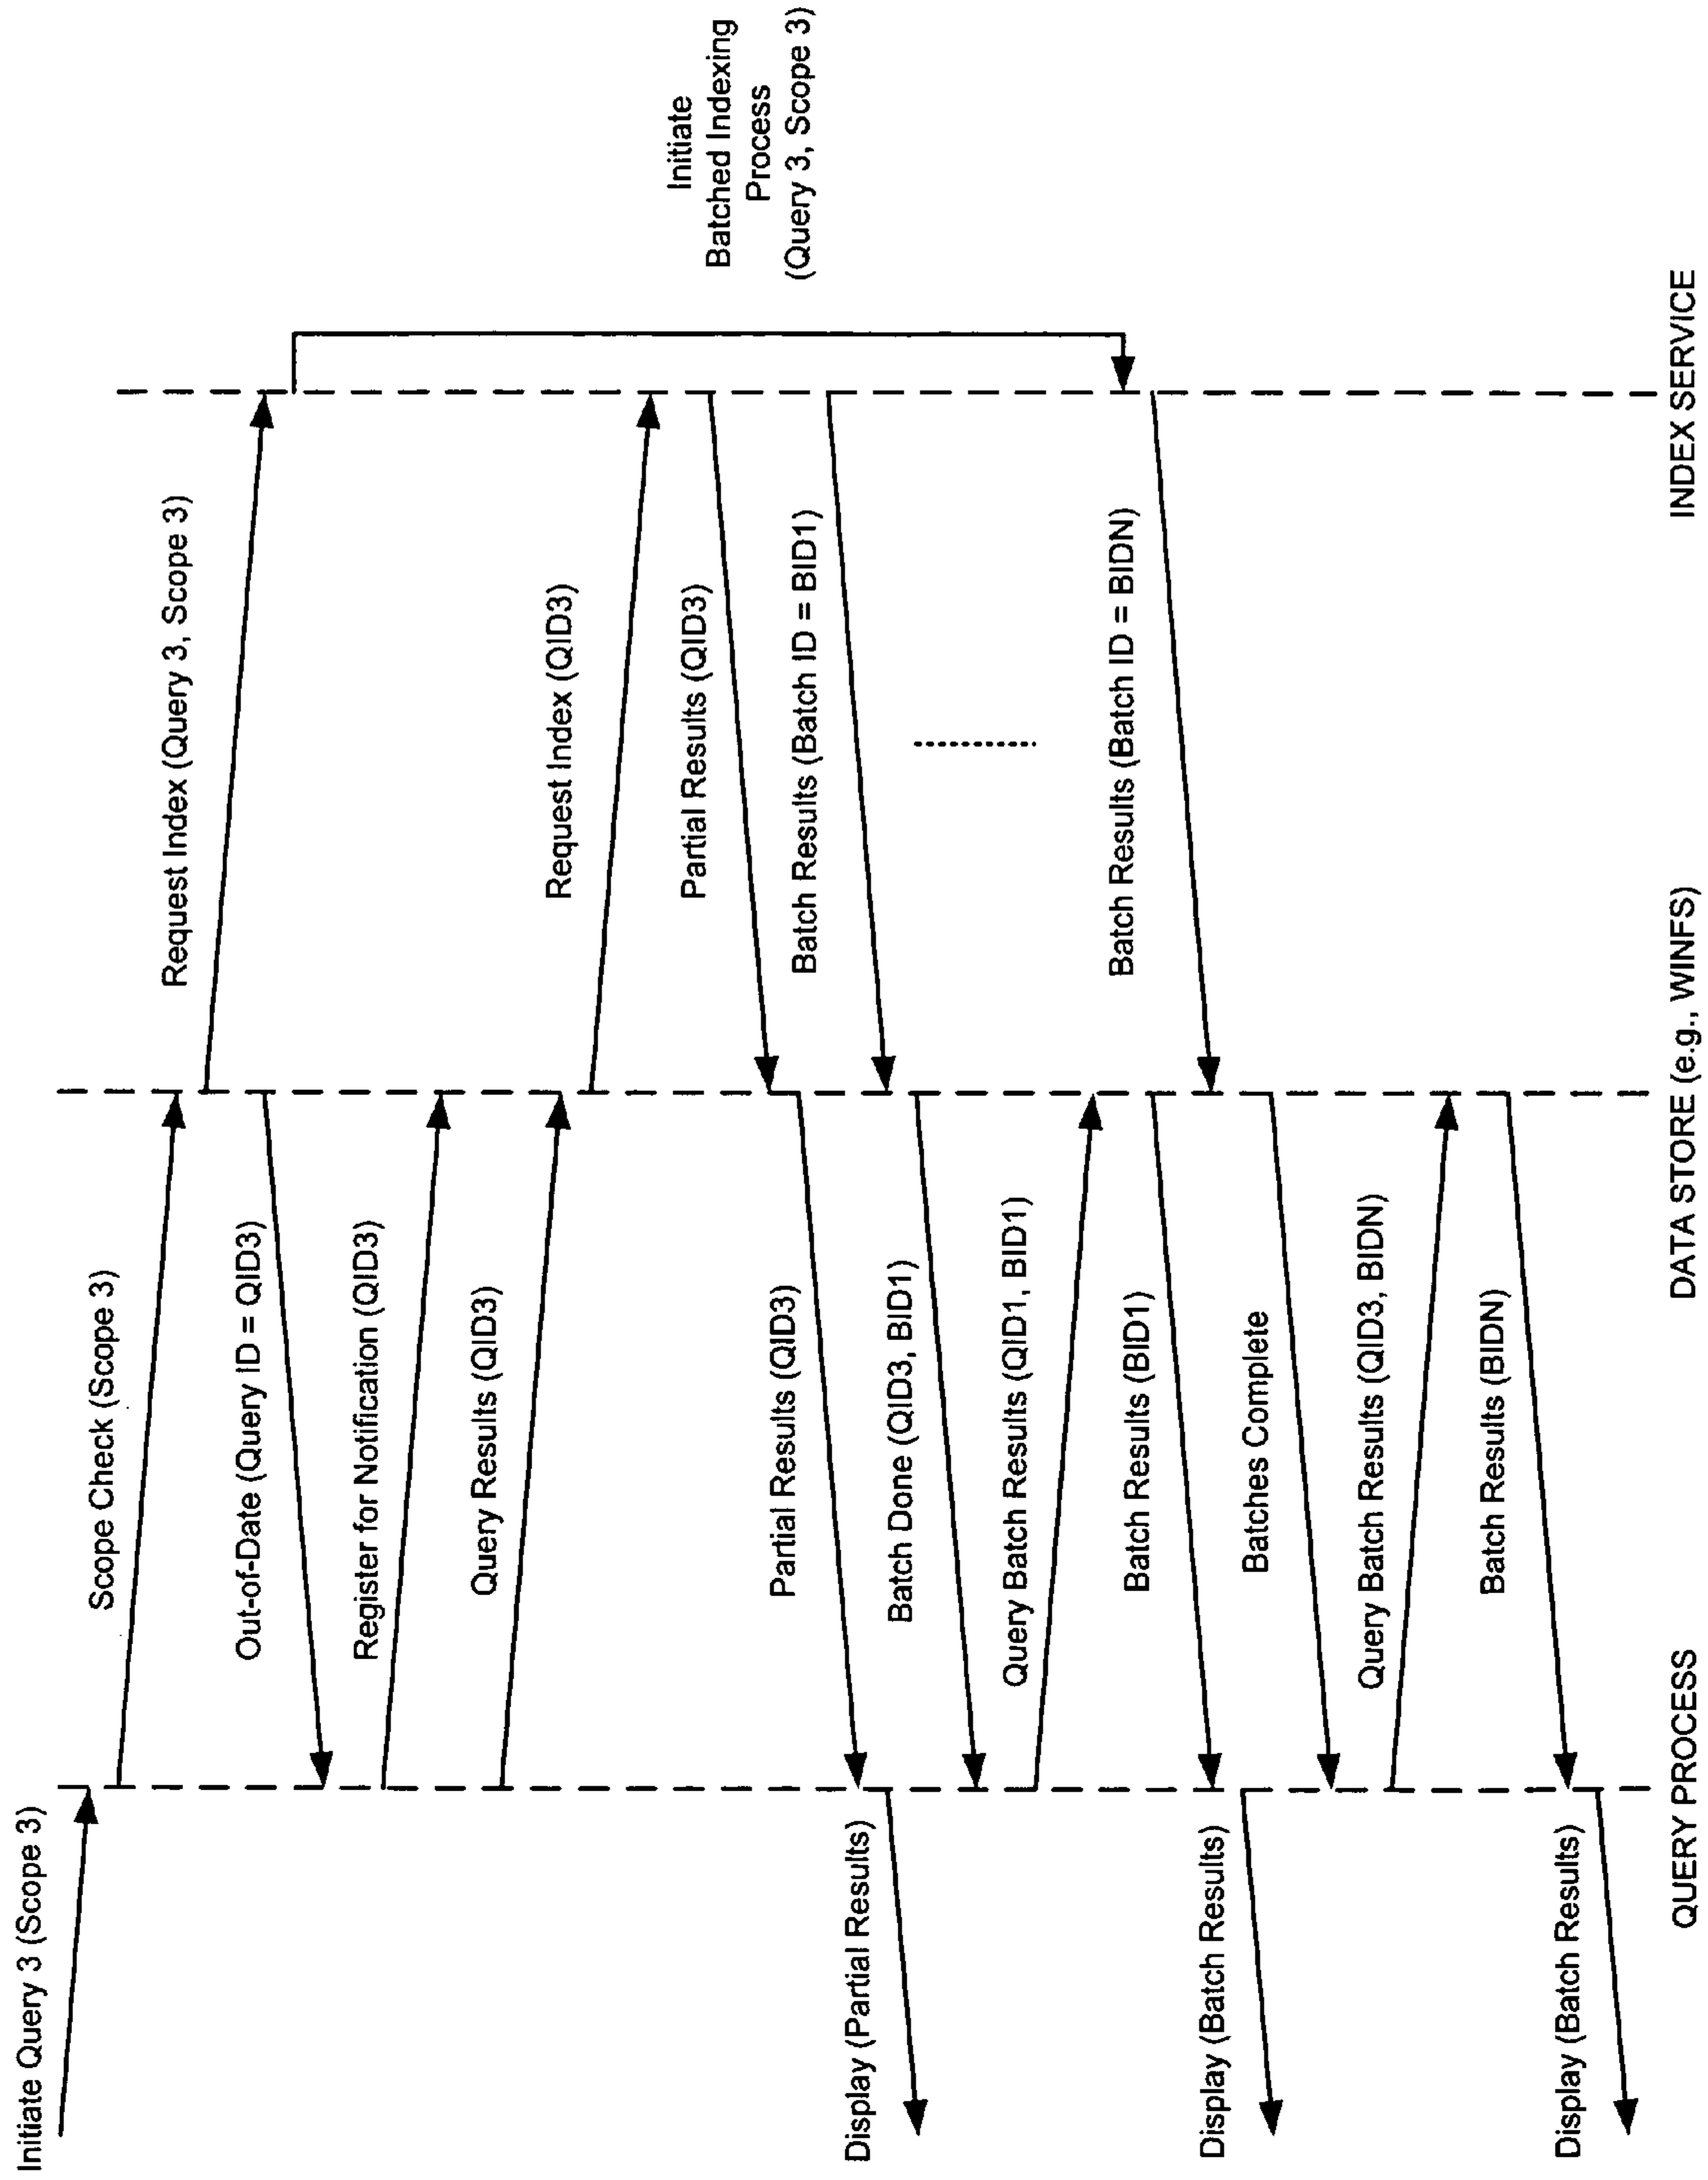 Initiate Query 3 (Scope 3)
Scope Check (Scope 3)
Request Index (Query 3, Scope 3)
Out-of-Date (Query ID = QID3)
Register for Notification (QID3)
Query Results (QID3)
Request Index (QID3)
Initiate
Batched Indexing
Process
(Query 3, Scope 3)
Partial Results (QID3)
Partial Results (QID3)
Batch Results (Batch ID = BID1)
Display (Partial Results)
Batch Done (QID3, BID1)
Query Batch Results (QID1, BID1)
Batch Results (BID1)
Batch Results (Batch ID = BIDN)
Display (Batch Results)
Batches Complete
Query Batch Results (QID3, BIDN)
Batch Results (BIDN)
Display (Batch Results)
QUERY PROCESS
DATA STORE (e.g., WINFS)
INDEX SERVICE